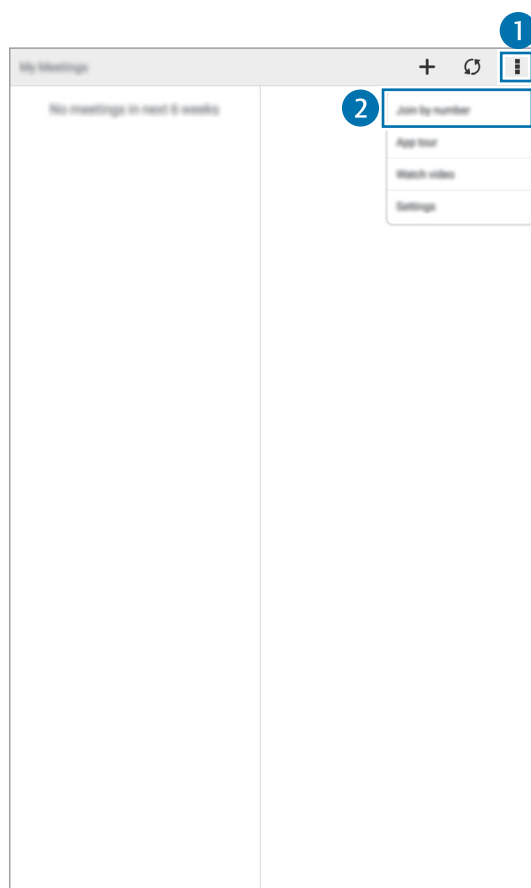 1
My Meetings
No meetings in next 6 weeks
2
Join by number
App tour
Watch video
Settings